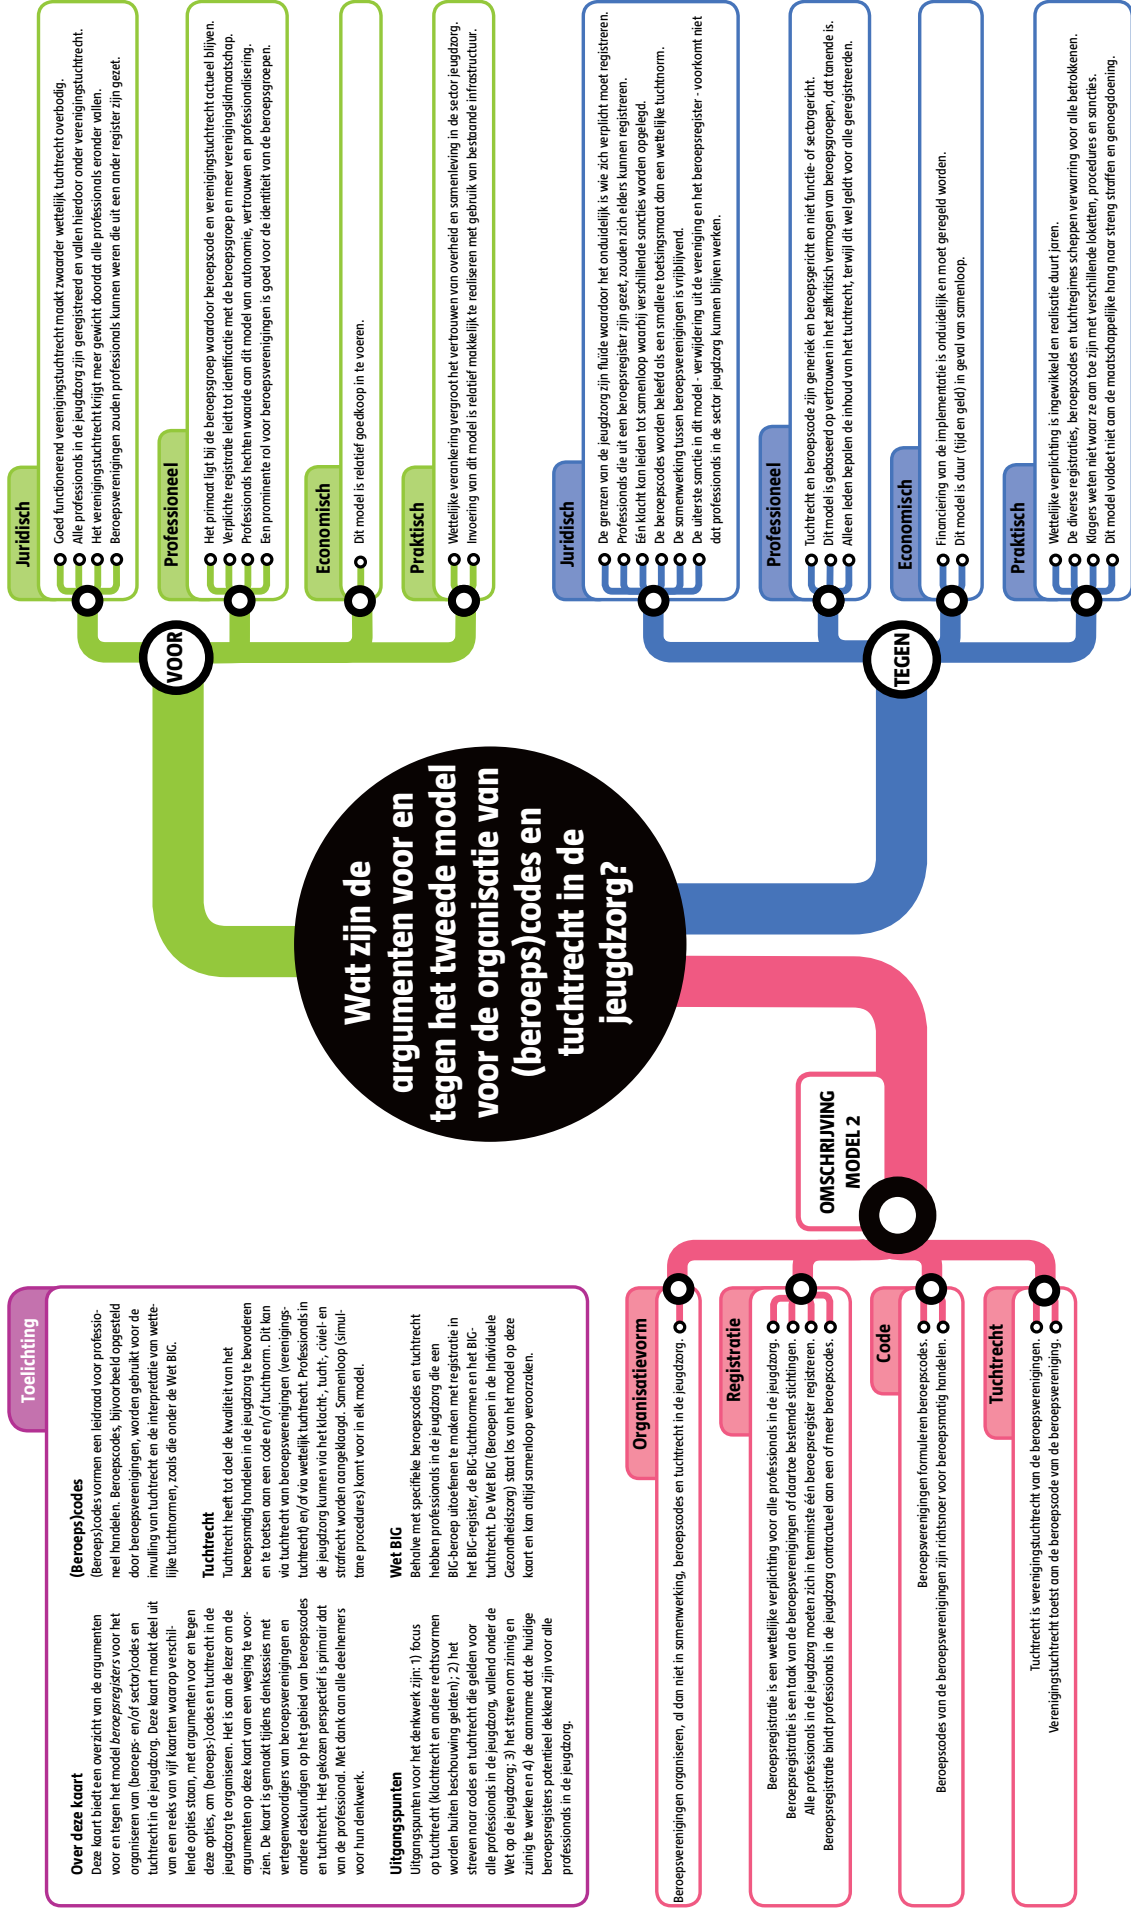 Wat zijn de
argumenten voor en
tegen het tweede model
voor de organisatie van
(beroeps)codes en
tuchtrecht in de
jeugdzorg?
Toelichting
Over deze kaart
Deze kaart biedt een overzicht van de argumenten
voor en tegen het model beroepsregisters voor het
organiseren van (beroeps- en/of sector)codes en
tuchtrecht in de jeugdzorg. Deze kaart maakt deel uit
van een reeks van vijf kaarten waarop verschil-
lende opties staan, met argumenten voor en tegen
deze opties, om (beroeps-)codes en tuchtrecht in de
jeugdzorg te organiseren. Het is aan de lezer om de
argumenten op deze kaart van een weging te voor-
zien. De kaart is gemaakt tijdens denksessies met
vertegenwoordigers van beroepsverenigingen en
andere deskundigen op het gebied van beroepscodes
en tuchtrecht. Het gekozen perspectief is primair dat
van de professional. Met dank aan alle deelnemers
voor hun denkwerk.
Uitgangspunten
Uitgangspunten voor het denkwerk zijn: 1) focus
op tuchtrecht (klachtrecht en andere rechtsvormen
worden buiten beschouwing gelaten); 2) het
streven naar codes en tuchtrecht die gelden voor
alle professionals in de jeugdzorg, vallend onder de
Wet op de jeugdzorg; 3) het streven om zinnig en
zuinig te werken en 4) de aanname dat de huidige
beroepsregisters potentieel dekkend zijn voor alle
professionals in de jeugdzorg.
(Beroeps)codes
(Beroeps)codes vormen een leidraad voor professio-
neel handelen. Beroepscodes, bijvoorbeeld opgesteld
door beroepsverenigingen, worden gebruikt voor de
invulling van tuchtrecht en de interpretatie van wette-
lijke tuchtnormen, zoals die onder de Wet BIG.
Tuchtrecht
Tuchtrecht heeft tot doel de kwaliteit van het
beroepsmatig handelen in de jeugdzorg te bevorderen
en te toetsen aan een code en/of tuchtnorm. Dit kan
via tuchtrecht van beroepsverenigingen (verenigings-
tuchtrecht) en/of via wettelijk tuchtrecht. Professionals in
de jeugdzorg kunnen via het klacht-, tucht-, civiel- en
strafrecht worden aangeklaagd. Samenloop (simul-
tane procedures) komt voor in elk model.
Wet BIG
Behalve met specifieke beroepscodes en tuchtrecht
hebben professionals in de jeugdzorg die een
BIG-beroep uitoefenen te maken met registratie in
het BIG-register, de BIG-tuchtnormen en het BIG-
tuchtrecht. De Wet BIG (Beroepen in de Individuele
Gezondheidszorg) staat los van het model op deze
kaart en kan altijd samenloop veroorzaken.
VOOR
Juridisch
Goed functionerend verenigingstuchtrecht maakt zwaarder wettelijk tuchtrecht overbodig.
Alle professionals in de jeugdzorg zijn geregistreerd en vallen hierdoor onder verenigingstuchtrecht.
Het verenigingstuchtrecht krijgt meer gewicht doordat alle professionals eronder vallen.
Beroepsverenigingen zouden professionals kunnen weren die uit een ander register zijn gezet.
Professioneel
Het primaat ligt bij de beroepsgroep waardoor beroepscode en verenigingstuchtrecht actueel blijven.
Verplichte registratie leidt tot identificatie met de beroepsgroep en meer verenigingslidmaatschap.
Professionals hechten waarde aan dit model van autonomie, vertrouwen en professionalisering.
Een prominente rol voor beroepsverenigingen is goed voor de identiteit van de beroepsgroepen.
Economisch
Dit model is relatief goedkoop in te voeren.
Praktisch
Wettelijke verankering vergroot het vertrouwen van overheid en samenleving in de sector jeugdzorg.
Invoering van dit model is relatief makkelijk te realiseren met gebruik van bestaande infrastructuur.
TEGEN
Juridisch
De grenzen van de jeugdzorg zijn fluïde waardoor het onduidelijk is wie zich verplicht moet registreren.
Professionals die uit een beroepsregister zijn gezet, zouden zich elders kunnen registreren.
Eén klacht kan leiden tot samenloop waarbij verschillende sancties worden opgelegd.
De beroepscodes worden beleefd als een smallere toetsingsmaat dan een wettelijke tuchtnorm.
De samenwerking tussen beroepsverenigingen is vrijblijvend.
De uiterste sanctie in dit model - verwijdering uit de vereniging en het beroepsregister - voorkomt niet
dat professionals in de sector jeugdzorg kunnen blijven werken.
Professioneel
Tuchtrecht en beroepscode zijn generiek en beroepsgericht en niet functie- of sectorgericht.
Dit model is gebaseerd op vertrouwen in het zelfkritisch vermogen van beroepsgroepen, dat tanende is.
Alleen leden bepalen de inhoud van het tuchtrecht, terwijl dit wel geldt voor alle geregistreerden.
Economisch
Financiering van de implementatie is onduidelijk en moet geregeld worden.
Dit model is duur (tijd en geld) in geval van samenloop.
Praktisch
Wettelijke verplichting is ingewikkeld en realisatie duurt jaren.
De diverse registraties, beroepscodes en tuchtregimes scheppen verwarring voor alle betrokkenen.
Klagers weten niet waar ze aan toe zijn met verschillende loketten, procedures en sancties.
Dit model voldoet niet aan de maatschappelijke hang naar streng straffen en genoegdoening.
OMSCHRIJVING
MODEL 2
Organisatievorm
Beroepsverenigingen organiseren, al dan niet in samenwerking, beroepscodes en tuchtrecht in de jeugdzorg.
Registratie
Beroepsregistratie is een wettelijke verplichting voor alle professionals in de jeugdzorg.
Beroepsregistratie is een taak van de beroepsverenigingen of daartoe bestemde stichtingen.
Alle professionals in de jeugdzorg moeten zich in tenminste één beroepsregister registreren.
Beroepsregistratie bindt professionals in de jeugdzorg contractueel aan een of meer beroepscodes.
Code
Beroepsverenigingen formuleren beroepscodes.
Beroepscodes van de beroepsverenigingen zijn richtsnoer voor beroepsmatig handelen.
Tuchtrecht
Tuchtrecht is verenigingstuchtrecht van de beroepsverenigingen.
Verenigingstuchtrecht toetst aan de beroepscode van de beroepsvereniging.